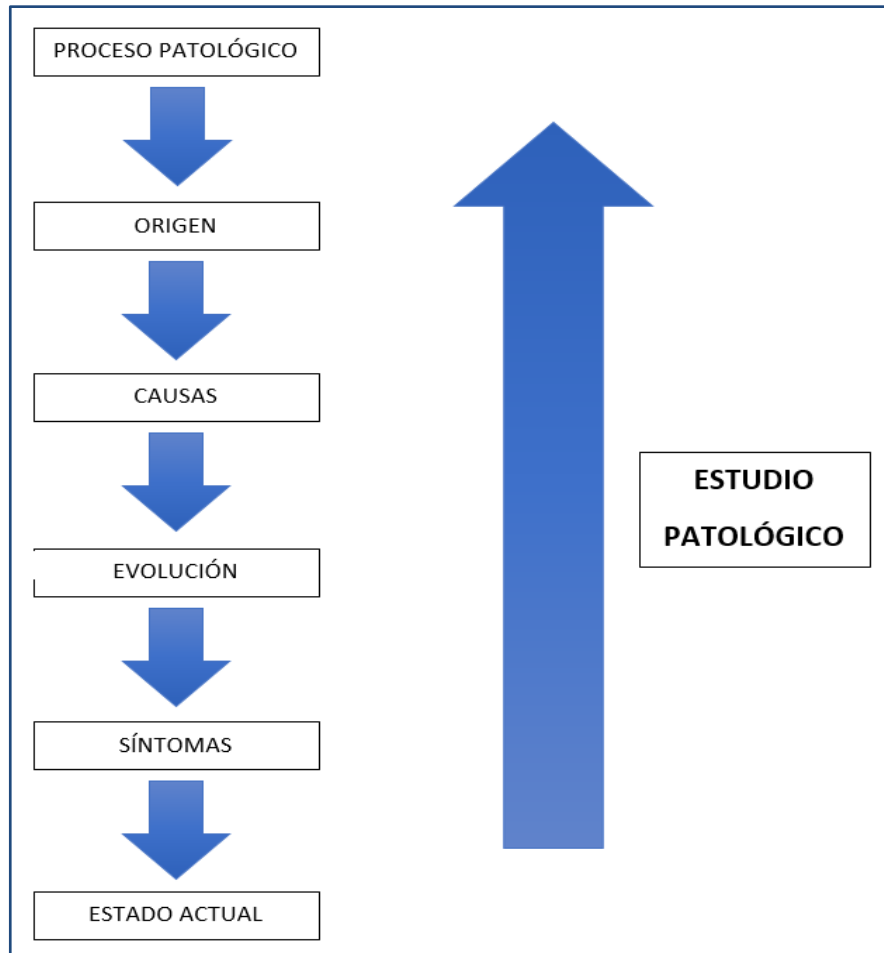 PROCESO PATOLÓGICO
ORIGEN
CAUSAS
EVOLUCIÓN
SÍNTOMAS
ESTADO ACTUAL
ESTUDIO
PATOLÓGICO